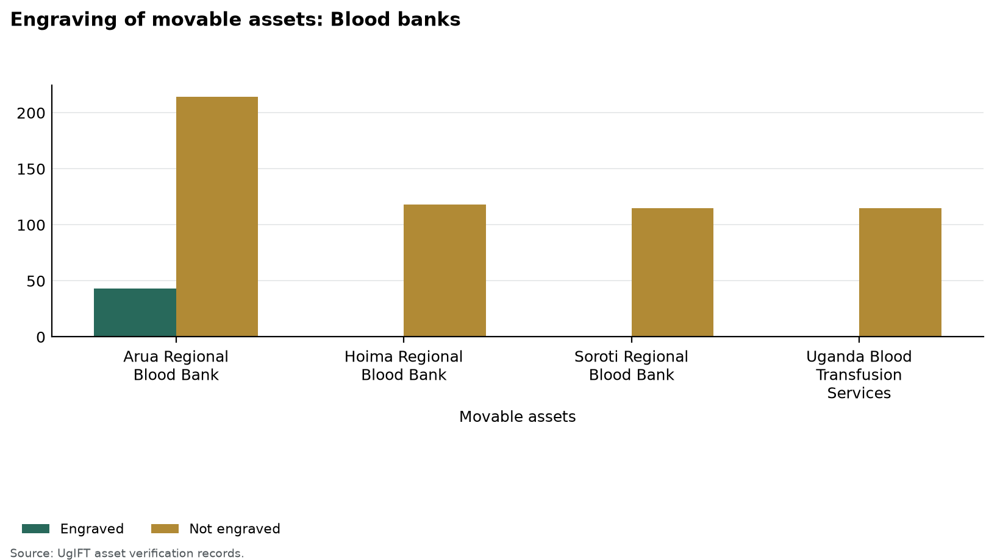 Engraving of movable assets: Blood banks
200
150
100
50
0
Arua Regional
Blood Bank
Hoima Regional
Blood Bank
Soroti Regional
Blood Bank
Uganda Blood
Transfusion
Services
Movable assets
Engraved
Not engraved
Source: UgIFT asset verification records.